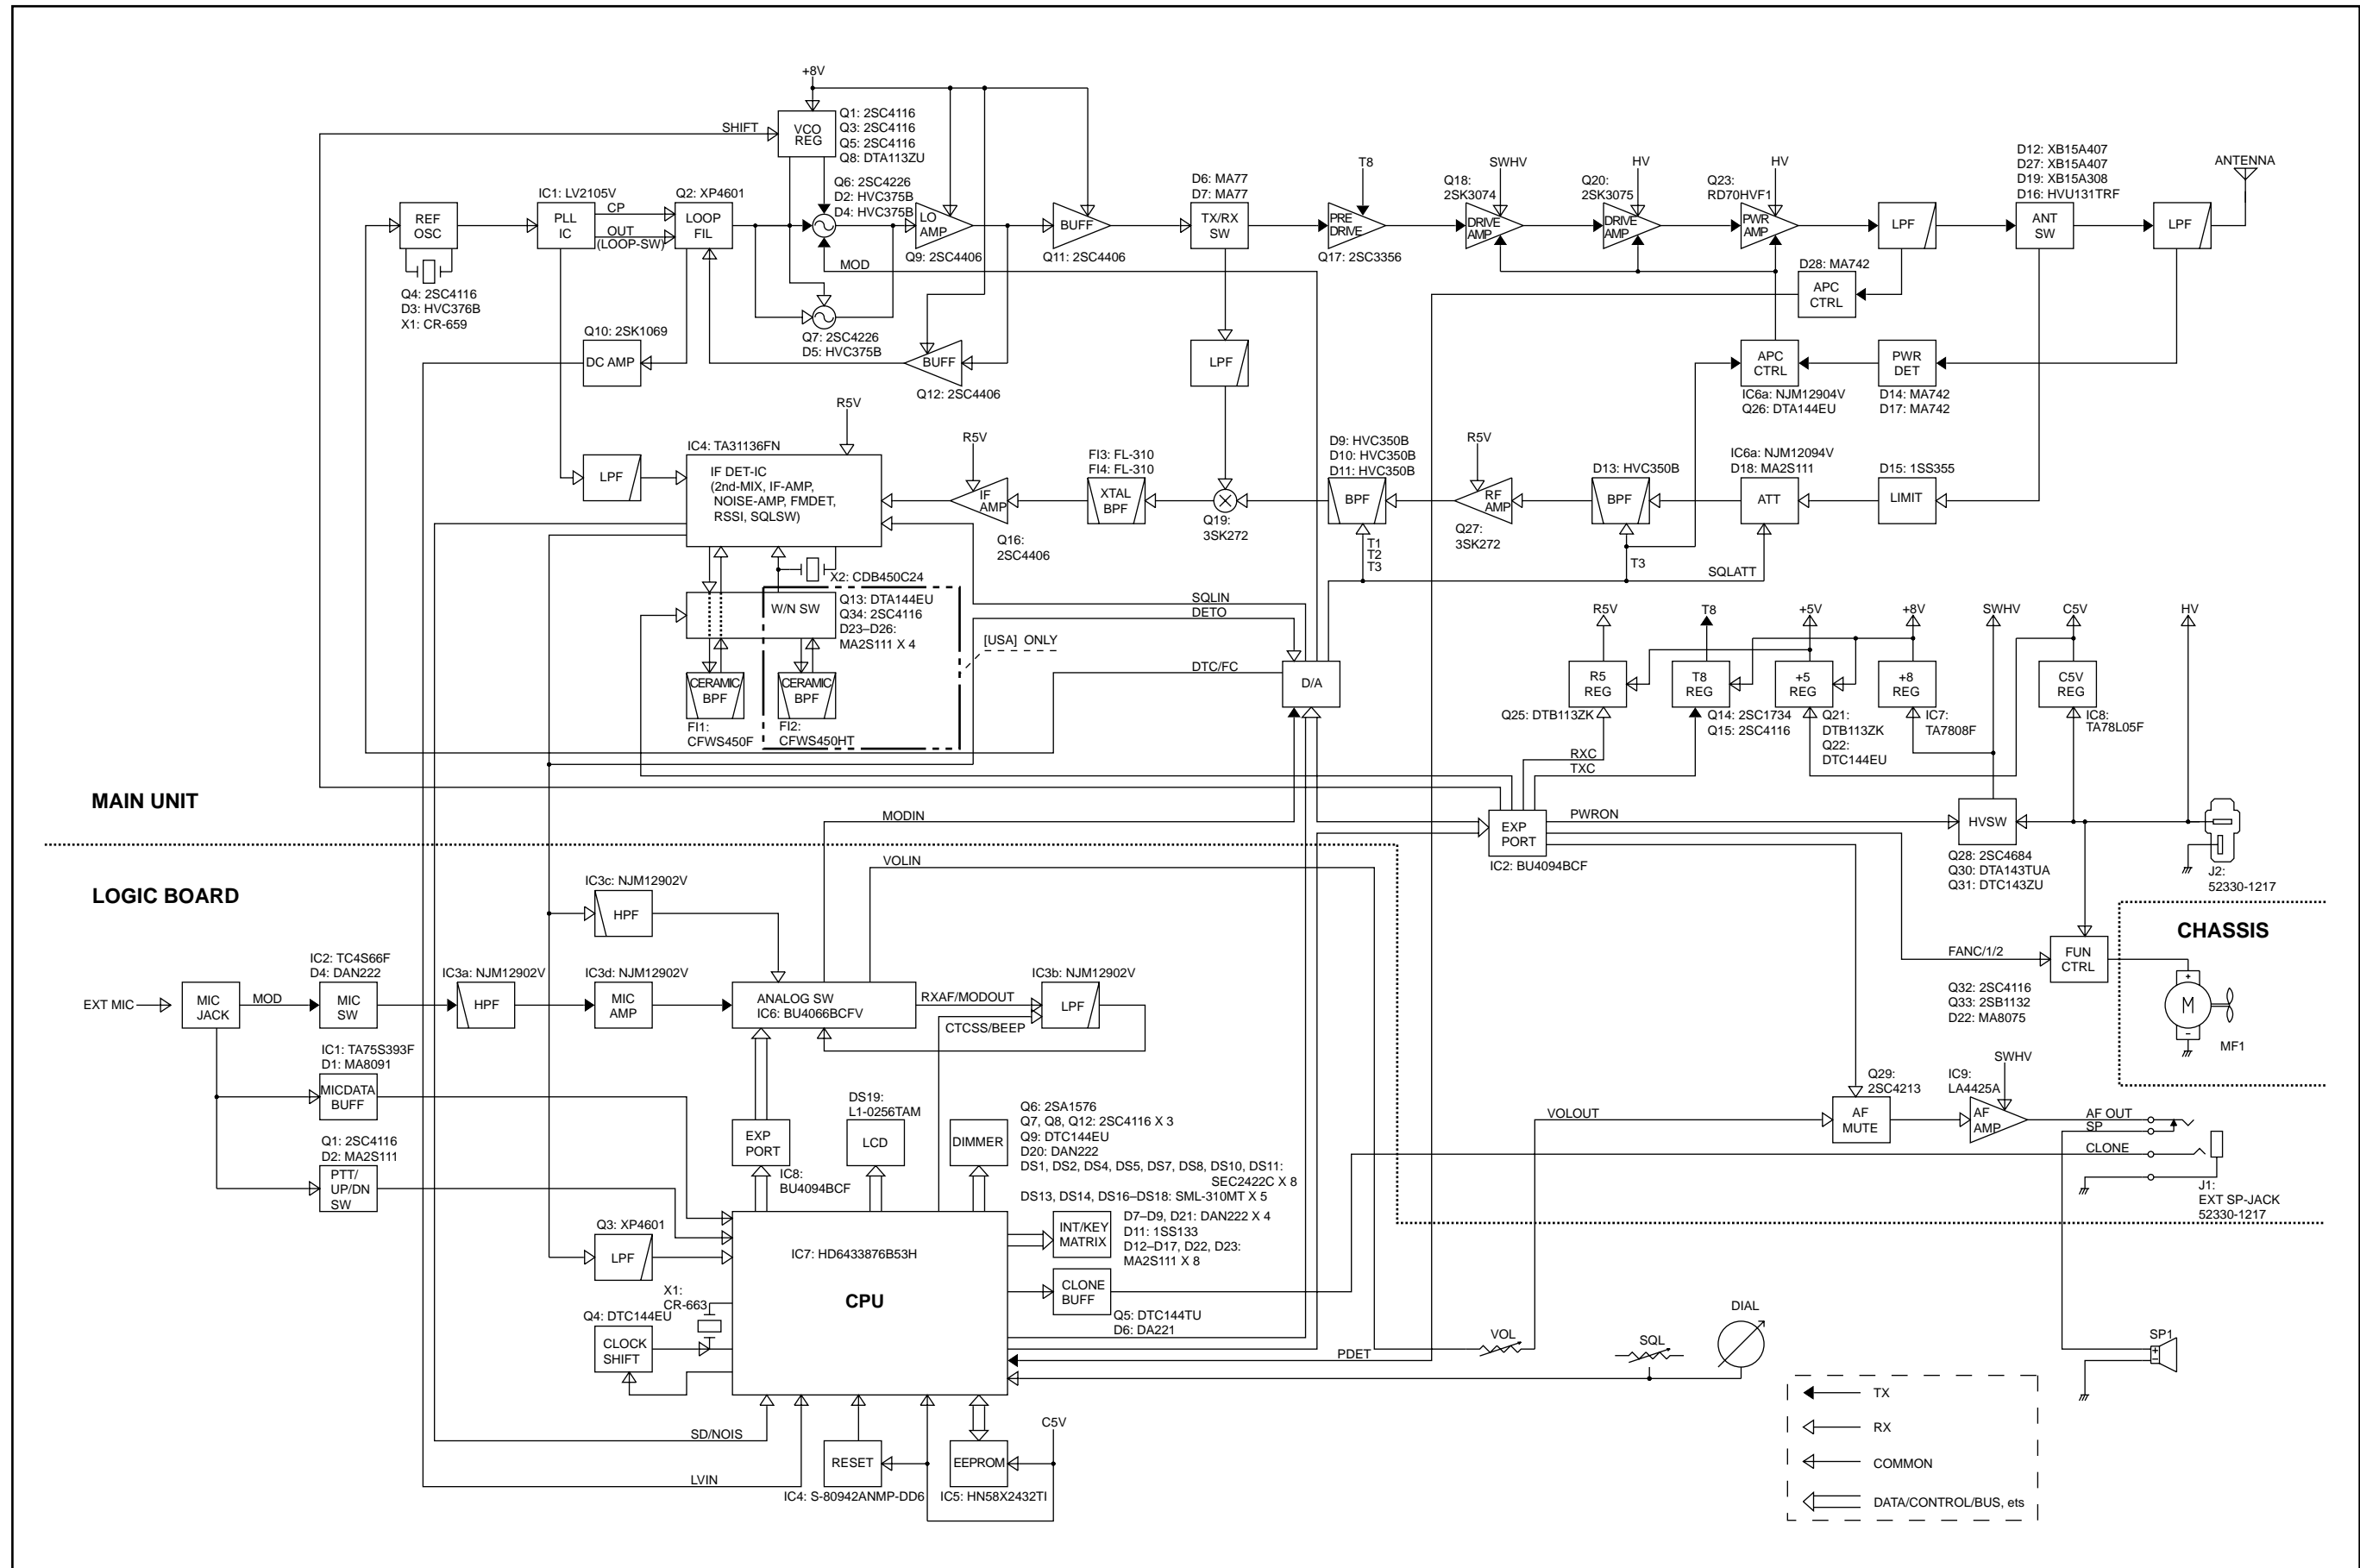 +8V
SHIFT
VCO
REG
Q1: 2SC4116
Q3: 2SC4116
Q5: 2SC4116
Q8: DTA113ZU
IC1: LV2105V
Q2: XP4601
Q6: 2SC4226
D2: HVC375B
D4: HVC375B
D6: MA77
D7: MA77
T8
SWHV
Q18:
2SK3074
HV
Q20:
2SK3075
HV
Q23:
RD70HVF1
D12: XB15A407
D27: XB15A407
D19: XB15A308
D16: HVU131TRF
ANTENNA
REF
OSC
PLL
IC
CP
OUT
(LOOP-SW)
LOOP
FIL
LO
AMP
BUFF
TX/RX
SW
PRE
DRIVE
DRIVE
AMP
DRIVE
AMP
PWR
AMP
LPF
ANT
SW
LPF
Q9: 2SC4406
Q11: 2SC4406
Q17: 2SC3356
MOD
D28: MA742
APC
CTRL
Q4: 2SC4116
D3: HVC376B
X1: CR-659
Q10: 2SK1069
DC AMP
Q7: 2SC4226
D5: HVC375B
BUFF
Q12: 2SC4406
LPF
APC
CTRL
PWR
DET
IC6a: NJM12904V
Q26: DTA144EU
D14: MA742
D17: MA742
R5V
IC4: TA31136FN
LPF
IF DET-IC
(2nd-MIX, IF-AMP,
NOISE-AMP, FMDET,
RSSI, SQLSW)
R5V
IF
AMP
Q16:
2SC4406
FI3: FL-310
FI4: FL-310
XTAL
BPF
Q19:
3SK272
D9: HVC350B
D10: HVC350B
D11: HVC350B
BPF
T1
T2
T3
R5V
RF
AMP
Q27:
3SK272
D13: HVC350B
BPF
T3
IC6a: NJM12094V
D18: MA2S111
ATT
SQLATT
D15: 1SS355
LIMIT
X2: CDB450C24
W/N SW
Q13: DTA144EU
Q34: 2SC4116
D23–D26:
MA2S111 X 4
[USA] ONLY
CERAMIC
BPF
CERAMIC
BPF
FI1:
CFWS450F
FI2:
CFWS450HT
SQLIN
DETO
DTC/FC
D/A
R5V
T8
+5V
+8V
SWHV
C5V
HV
R5
REG
T8
REG
+5
REG
+8
REG
C5V
REG
Q25: DTB113ZK
Q14: 2SC1734
Q15: 2SC4116
Q21:
DTB113ZK
Q22:
DTC144EU
IC7:
TA7808F
IC8:
TA78L05F
RXC
TXC
MAIN UNIT
MODIN
EXP
PORT
IC2: BU4094BCF
PWRON
HVSW
Q28: 2SC4684
Q30: DTA143TUA
Q31: DTC143ZU
J2:
52330-1217
LOGIC BOARD
VOLIN
IC3c: NJM12902V
HPF
CHASSIS
FANC/1/2
FUN
CTRL
Q32: 2SC4116
Q33: 2SB1132
D22: MA8075
+
M
-
MF1
EXT MIC
MIC
JACK
MOD
IC2: TC4S66F
D4: DAN222
MIC
SW
IC3a: NJM12902V
HPF
IC3d: NJM12902V
MIC
AMP
ANALOG SW
IC6: BU4066BCFV
RXAF/MODOUT
CTCSS/BEEP
IC3b: NJM12902V
LPF
IC1: TA75S393F
D1: MA8091
MICDATA
BUFF
Q1: 2SC4116
D2: MA2S111
PTT/
UP/DN
SW
EXP
PORT
IC8:
BU4094BCF
DS19:
L1-0256TAM
LCD
DIMMER
Q6: 2SA1576
Q7, Q8, Q12: 2SC4116 X 3
Q9: DTC144EU
D20: DAN222
DS1, DS2, DS4, DS5, DS7, DS8, DS10, DS11:
SEC2422C X 8
DS13, DS14, DS16–DS18: SML-310MT X 5
VOLOUT
Q29:
2SC4213
AF
MUTE
IC9:
LA4425A
SWHV
AF
AMP
AF OUT
SP
CLONE
J1:
EXT SP-JACK
52330-1217
Q3: XP4601
LPF
IC7: HD6433876B53H
CPU
INT/KEY
MATRIX
D7–D9, D21: DAN222 X 4
D11: 1SS133
D12–D17, D22, D23:
MA2S111 X 8
CLONE
BUFF
Q5: DTC144TU
D6: DA221
X1:
CR-663
Q4: DTC144EU
CLOCK
SHIFT
PDET
VOL
SQL
DIAL
SP1
+
-
SD/NOIS
LVIN
RESET
IC4: S-80942ANMP-DD6
EEPROM
IC5: HN58X2432TI
C5V
TX
RX
COMMON
DATA/CONTROL/BUS, ets